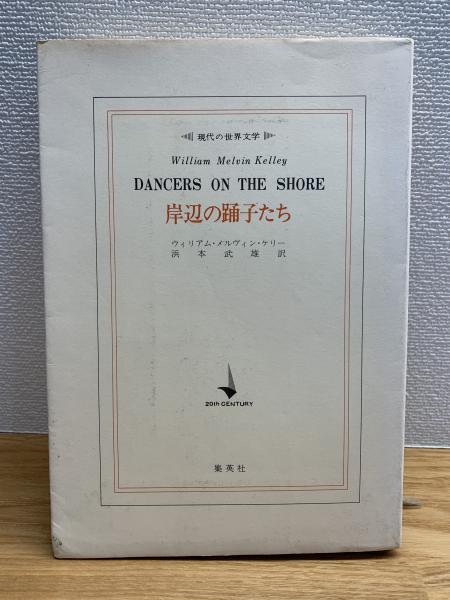 現代の世界文学
William Melvin Kelley
DANCERS ON THE SHORE
岸辺の踊子たち
ウィリアム・メルヴィン・ケリー
浜本武雄訳
20th CENTURY
集英社